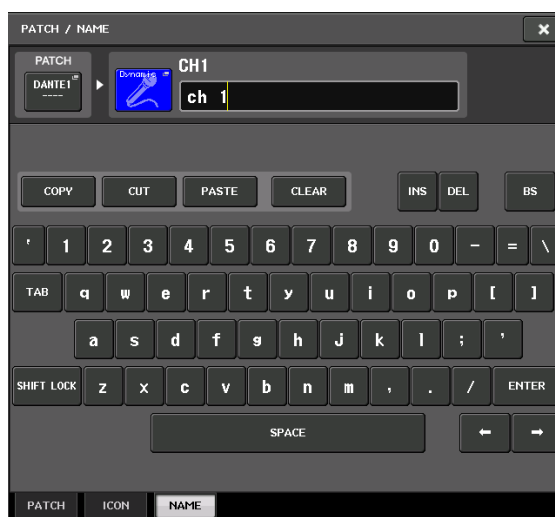 PATCH / NAME
PATCH
DANTE1
----
Dynamic
CH1
ch 1
COPY CUT PASTE CLEAR INS DEL BS
' 1 2 3 4 5 6 7 8 9 0 - = \
TAB q w e r t y u i o p [ ]
a s d f g h j k l ; '
SHIFT LOCK z x c v b n m , . / ENTER
SPACE ← →
PATCH ICON NAME